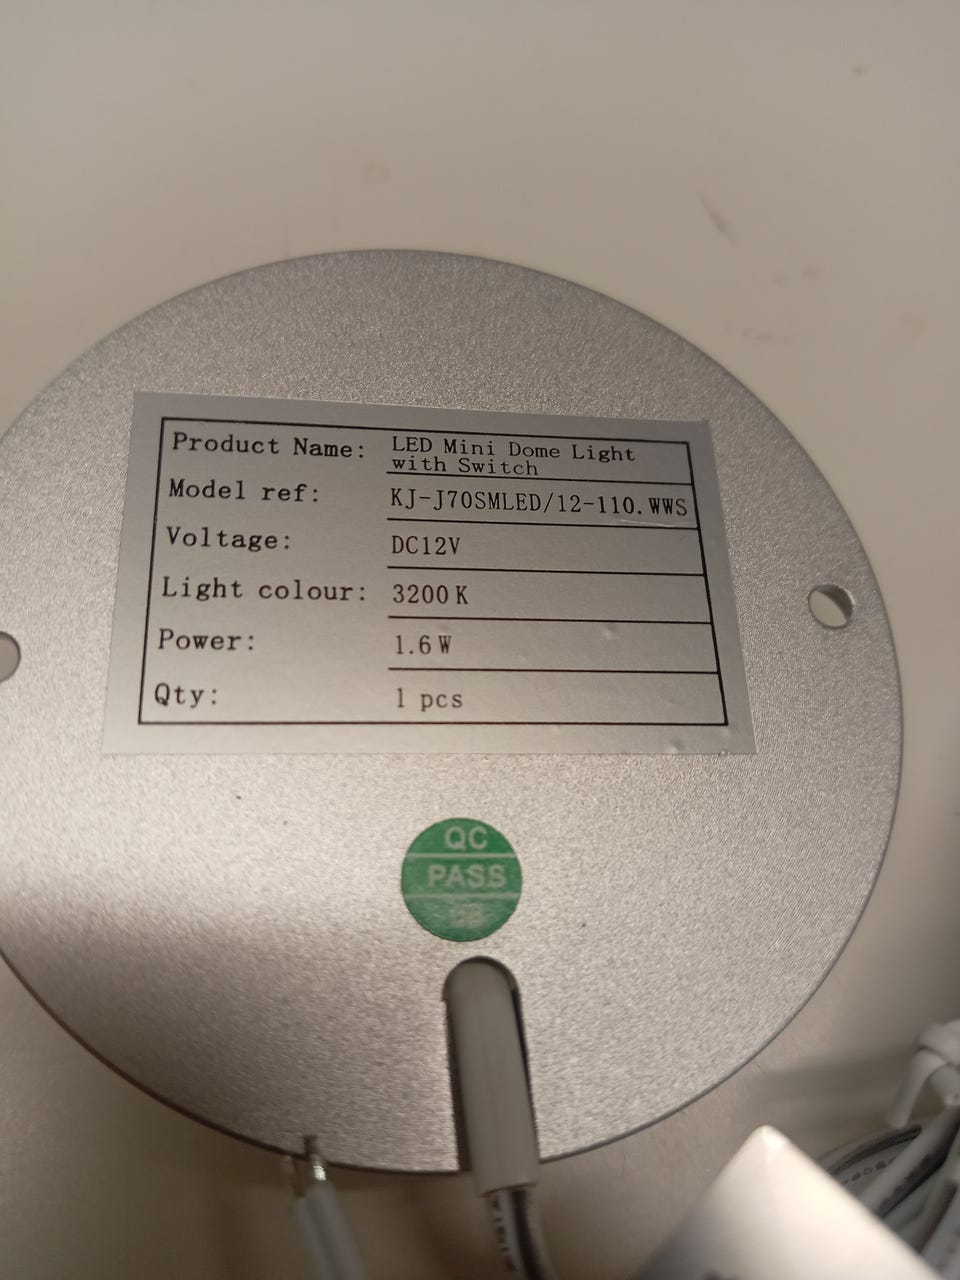 Product Name: LED Mini Dome Light
with Switch
Model ref: KJ-J70SMLED/12-110.WWS
Voltage: DC12V
Light colour: 3200K
Power: 1.6W
Qty: 1 pcs
QC
PASS